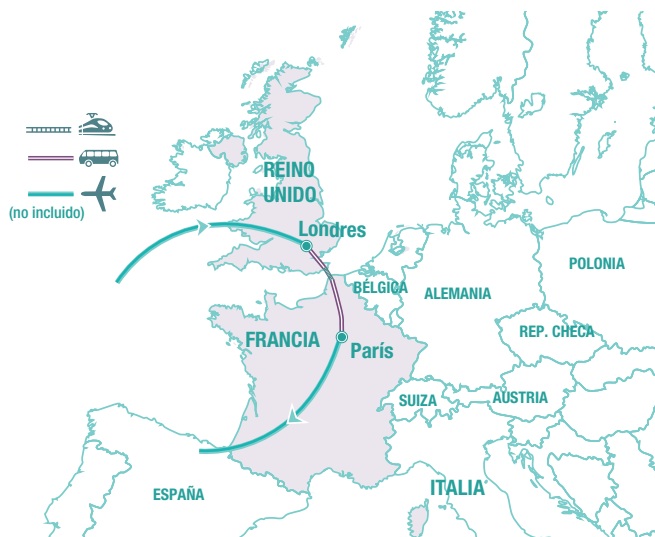 (no incluido)
REINO
UNIDO
Londres
BÉLGICA
ALEMANIA
POLONIA
REP. CHECA
FRANCIA
París
SUIZA
AUSTRIA
ESPAÑA
ITALIA